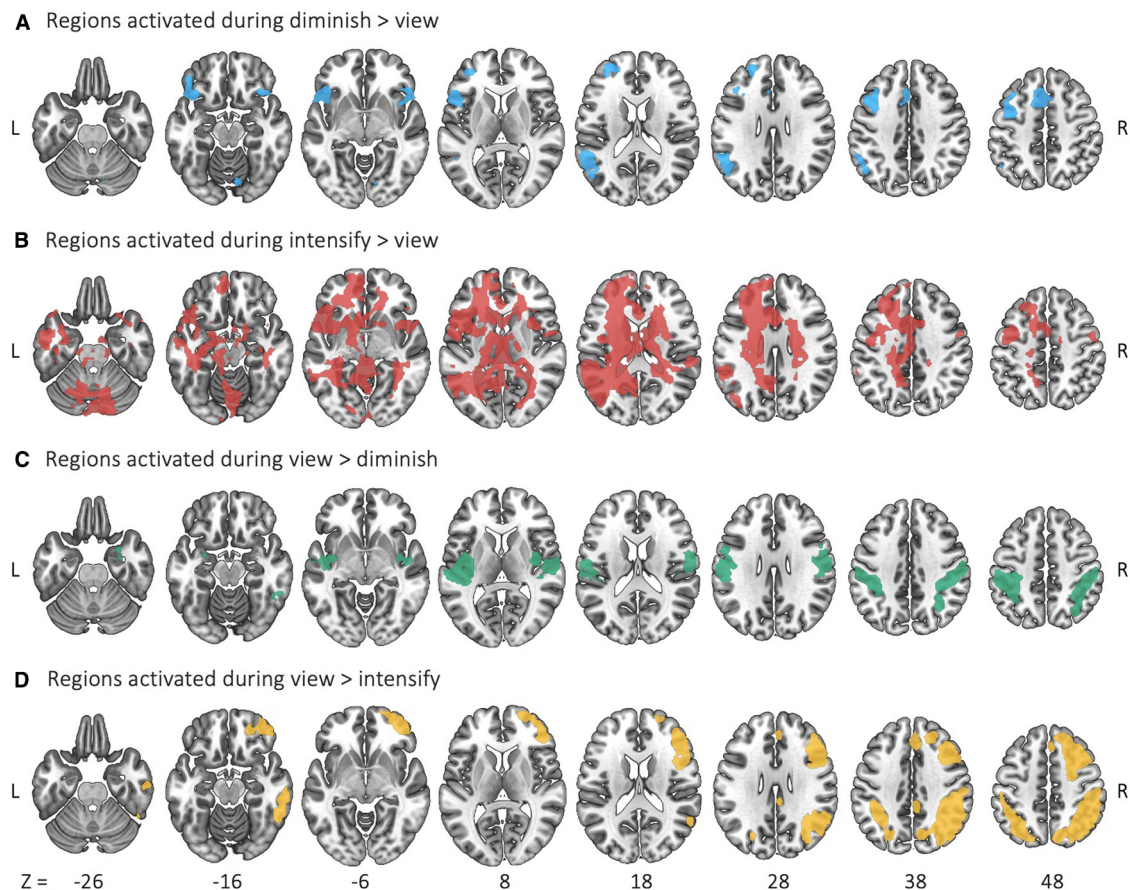 A Regions activated during diminish > view
L R
B Regions activated during intensify > view
L R
C Regions activated during view > diminish
L R
D Regions activated during view > intensify
L R
Z = -26 -16 -6 8 18 28 38 48